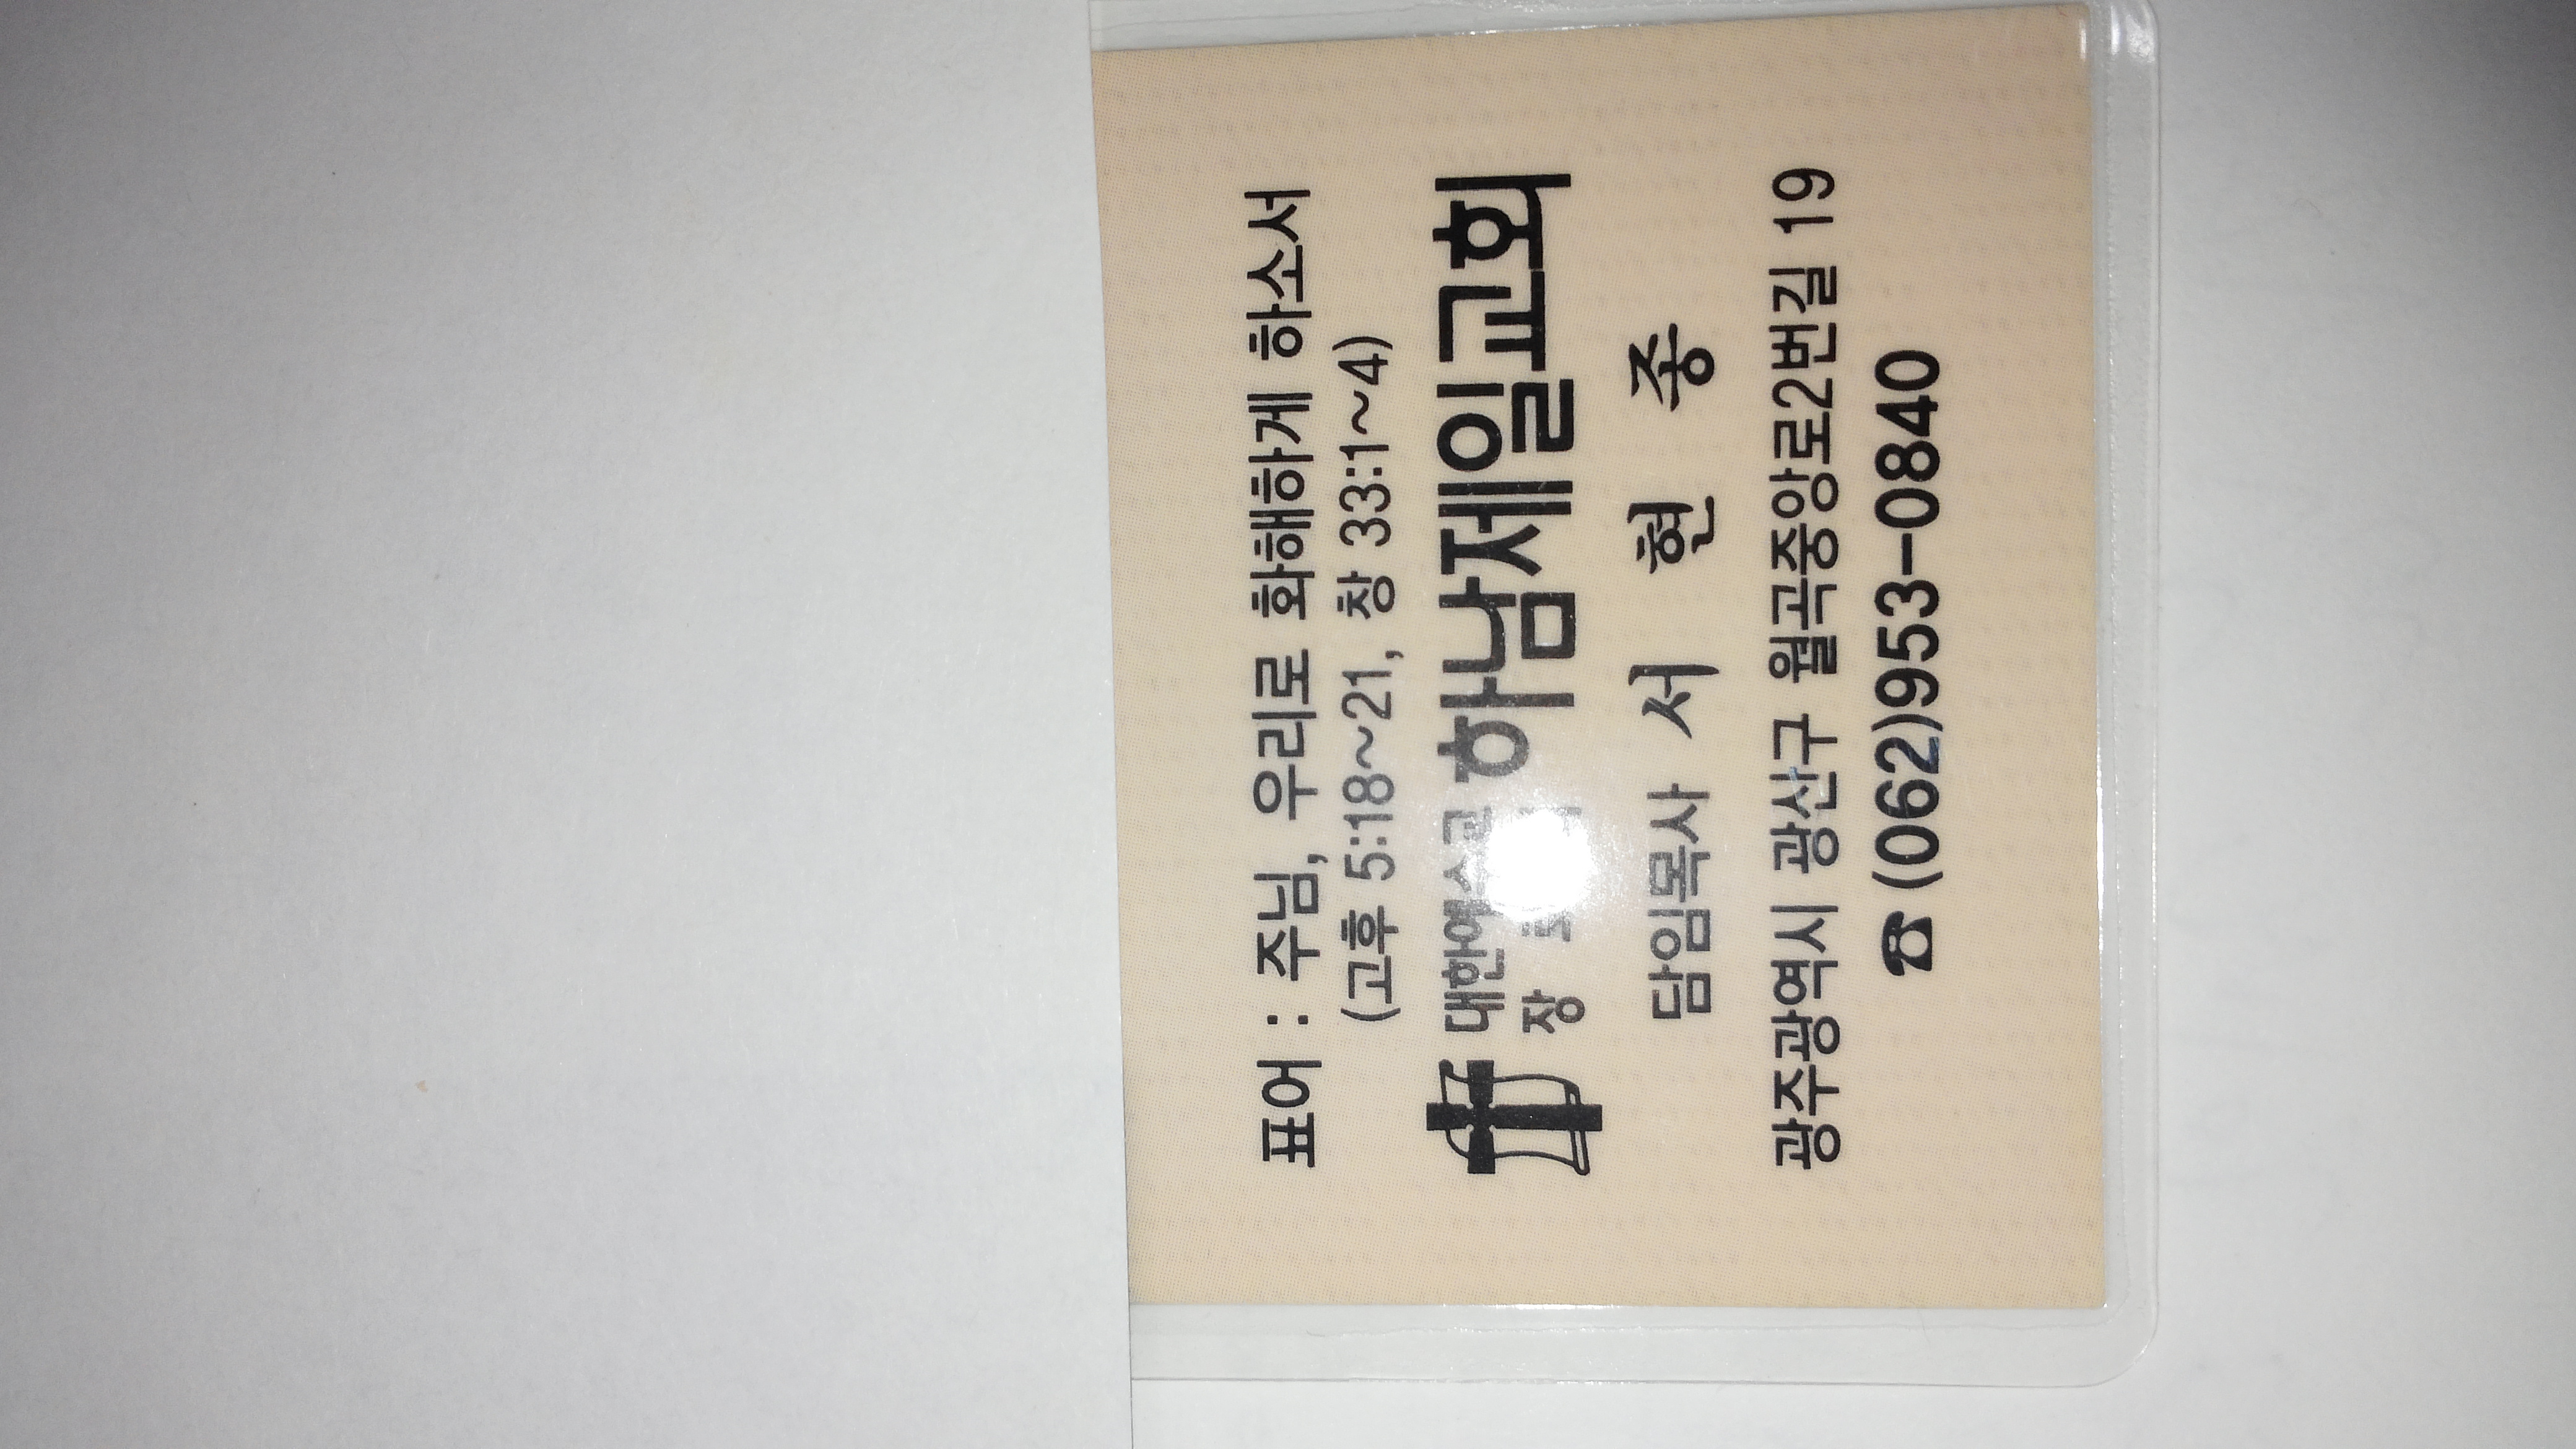 표어 : 주님, 우리로 화해하게 하소서
(고후 5:18~21, 창 33:1~4)
대한예수교 하남제일교회
장
담임목사 서 현 종
광주광역시 광산구 월곡중앙로2번길 19
☎ (062)953-0840